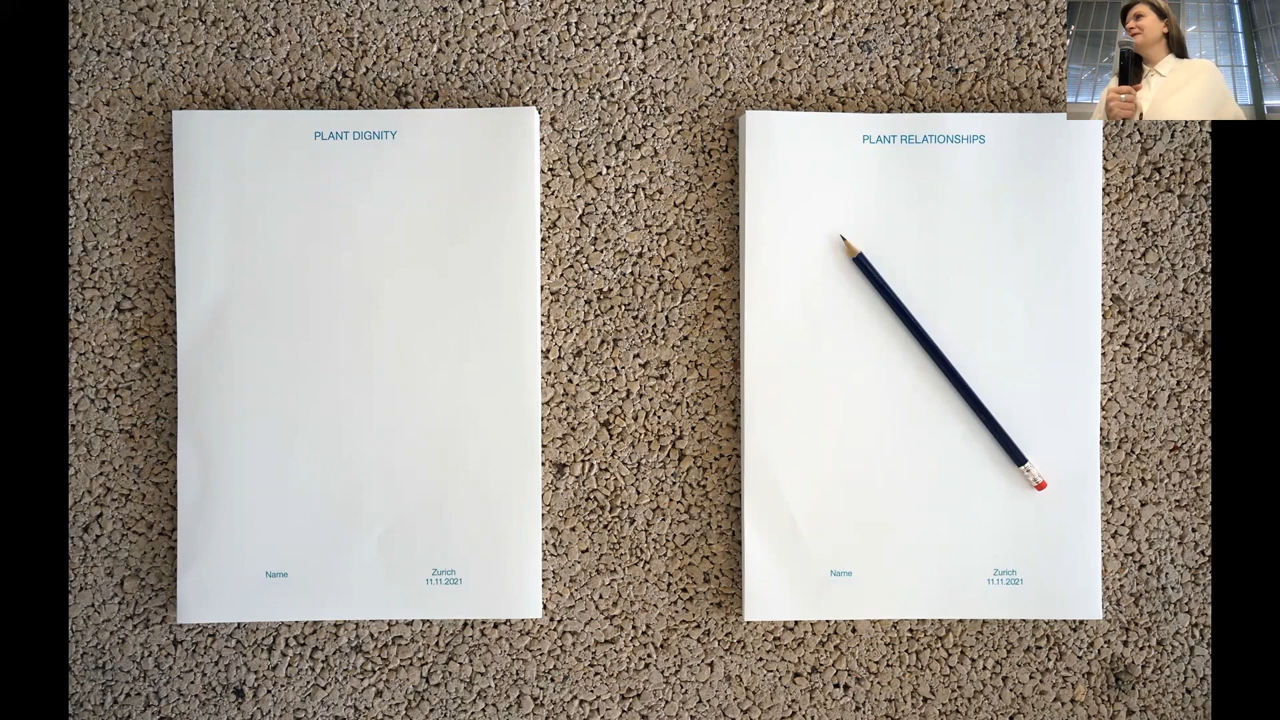 PLANT DIGNITY
Name
Zurich
11.11.2021
PLANT RELATIONSHIPS
Name
Zurich
11.11.2021